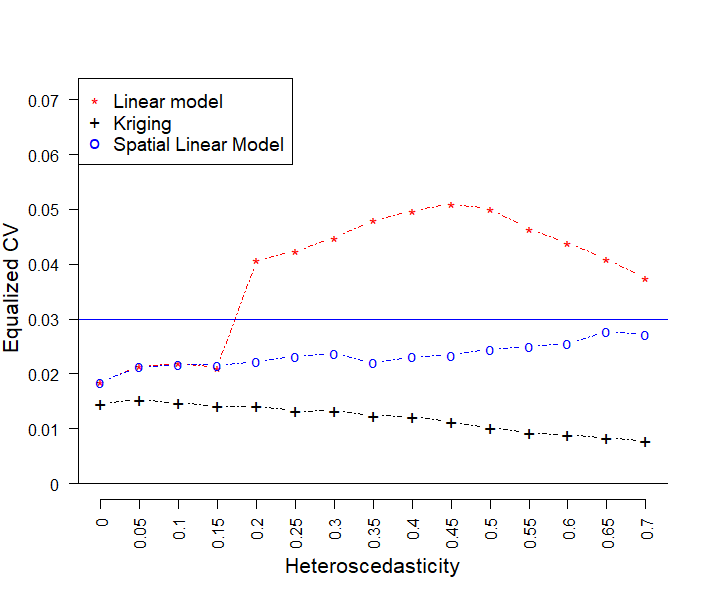 * Linear model
+ Kriging
o Spatial Linear Model
Equalized CV
0.07
0.06
0.05
0.04
0.03
0.02
0.01
0
0 0.05 0.1 0.15 0.2 0.25 0.3 0.35 0.4 0.45 0.5 0.55 0.6 0.65 0.7
Heteroscedasticity